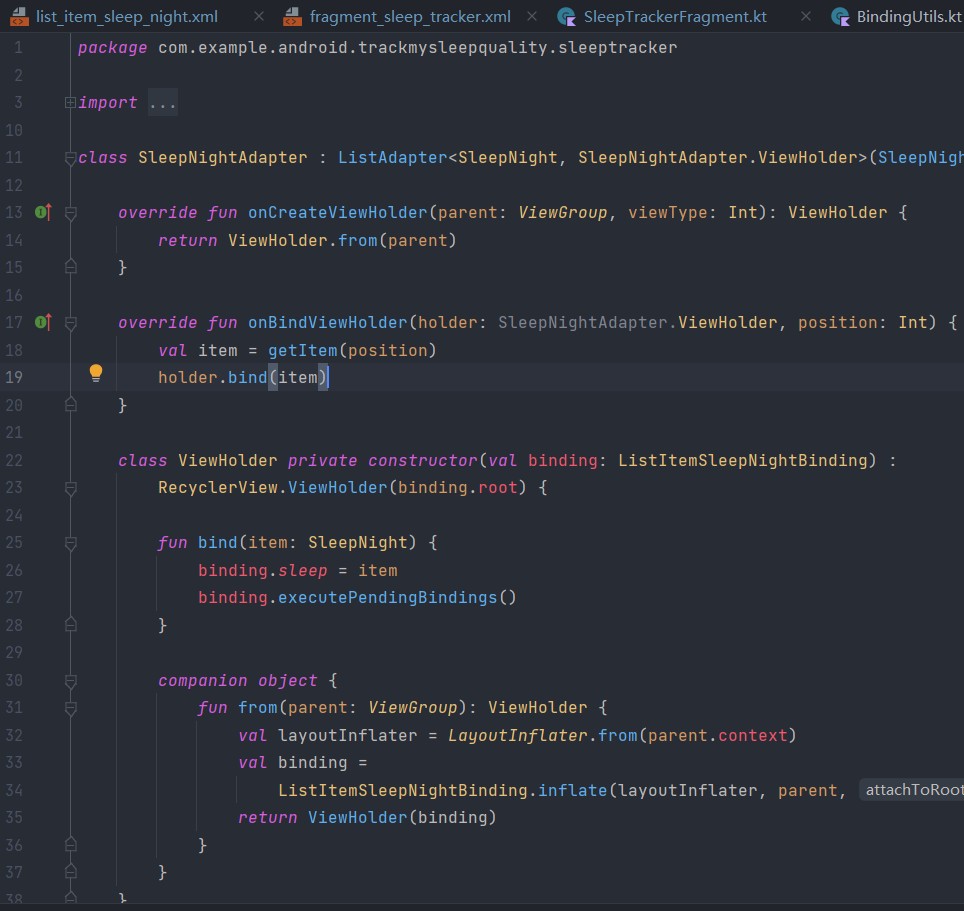 list_item_sleep_night.xml fragment_sleep_tracker.xml SleepTrackerFragment.kt BindingUtils.kt
1 package com.example.android.trackmysleepquality.sleeptracker
2
3 import ...
10
11 class SleepNightAdapter : ListAdapter<SleepNight, SleepNightAdapter.ViewHolder>(SleepNigh
12
13 override fun onCreateViewHolder(parent: ViewGroup, viewType: Int): ViewHolder {
14 return ViewHolder.from(parent)
15 }
16
17 override fun onBindViewHolder(holder: SleepNightAdapter.ViewHolder, position: Int) {
18 val item = getItem(position)
19 holder.bind(item)
20 }
21
22 class ViewHolder private constructor(val binding: ListItemSleepNightBinding) :
23 RecyclerView.ViewHolder(binding.root) {
24
25 fun bind(item: SleepNight) {
26 binding.sleep = item
27 binding.executePendingBindings()
28 }
29
30 companion object {
31 fun from(parent: ViewGroup): ViewHolder {
32 val layoutInflater = LayoutInflater.from(parent.context)
33 val binding =
34 ListItemSleepNightBinding.inflate(layoutInflater, parent, attachToRoot
35 return ViewHolder(binding)
36 }
37 }
38 }